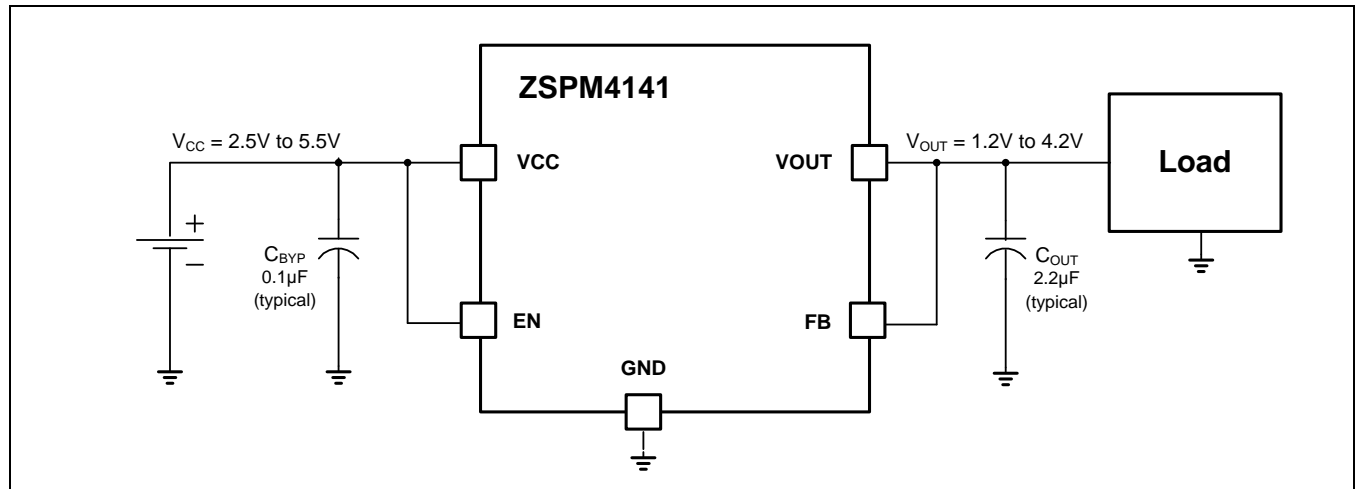 ZSPM4141
V_CC = 2.5V to 5.5V
VCC
VOUT
V_OUT = 1.2V to 4.2V
Load
+
−
C_BYP
0.1µF
(typical)
C_OUT
2.2µF
(typical)
EN
FB
GND